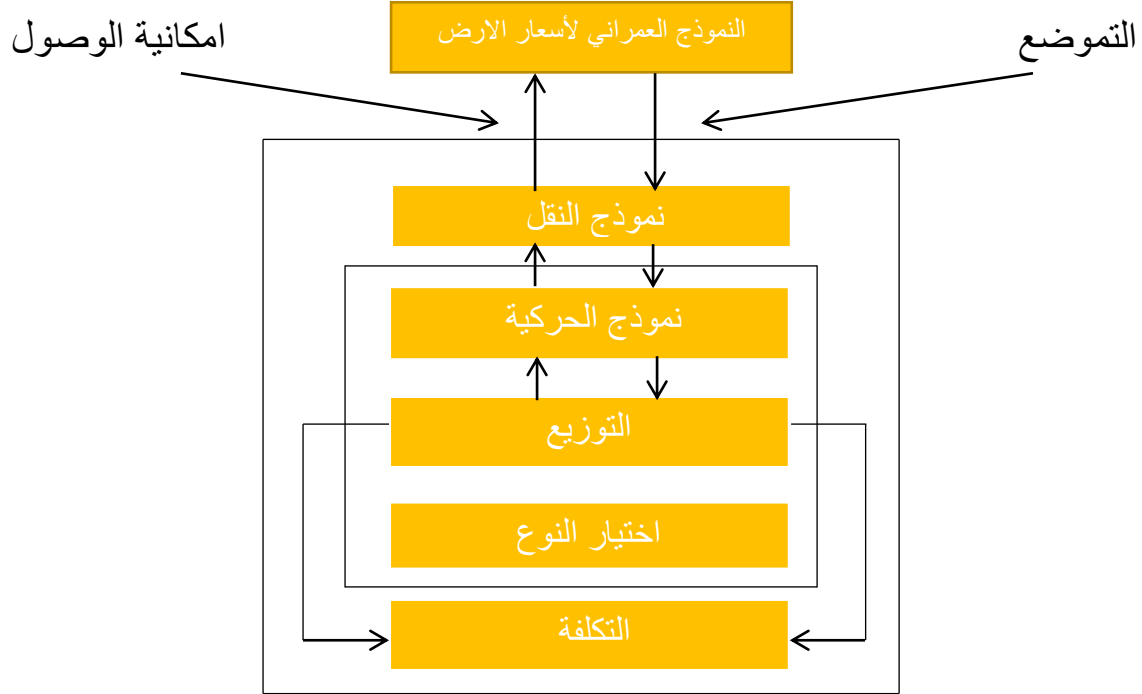 التموضع
النموذج العمراني لأسعار الارض
امكانية الوصول
نموذج النقل
نموذج الحركية
التوزيع
اختيار النوع
التكلفة